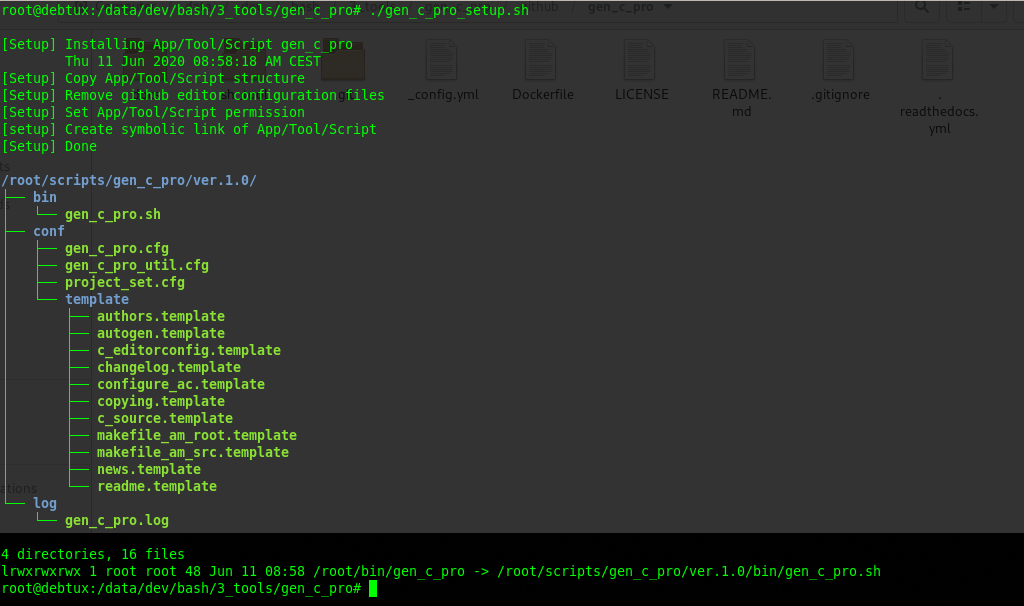 root@debtux:/data/dev/bash/3_tools/gen_c_pro# ./gen_c_pro_setup.sh
github / gen_c_pro
[Setup] Installing App/Tool/Script gen_c_pro
        Thu 11 Jun 2020 08:58:18 AM CEST
[Setup] Copy App/Tool/Script structure
[Setup] Remove github editor configuration files
[Setup] Set App/Tool/Script permission
[setup] Create symbolic link of App/Tool/Script
[Setup] Done
_config.yml
Dockerfile
LICENSE
README.
md
.gitignore
.
readthedocs.
yml
/root/scripts/gen_c_pro/ver.1.0/
├── bin
│   └── gen_c_pro.sh
├── conf
│   ├── gen_c_pro.cfg
│   ├── gen_c_pro_util.cfg
│   ├── project_set.cfg
│   └── template
│       ├── authors.template
│       ├── autogen.template
│       ├── c_editorconfig.template
│       ├── changelog.template
│       ├── configure_ac.template
│       ├── copying.template
│       ├── c_source.template
│       ├── makefile_am_root.template
│       ├── makefile_am_src.template
│       ├── news.template
│       └── readme.template
└── log
    └── gen_c_pro.log
4 directories, 16 files
lrwxrwxrwx 1 root root 48 Jun 11 08:58 /root/bin/gen_c_pro -> /root/scripts/gen_c_pro/ver.1.0/bin/gen_c_pro.sh
root@debtux:/data/dev/bash/3_tools/gen_c_pro#